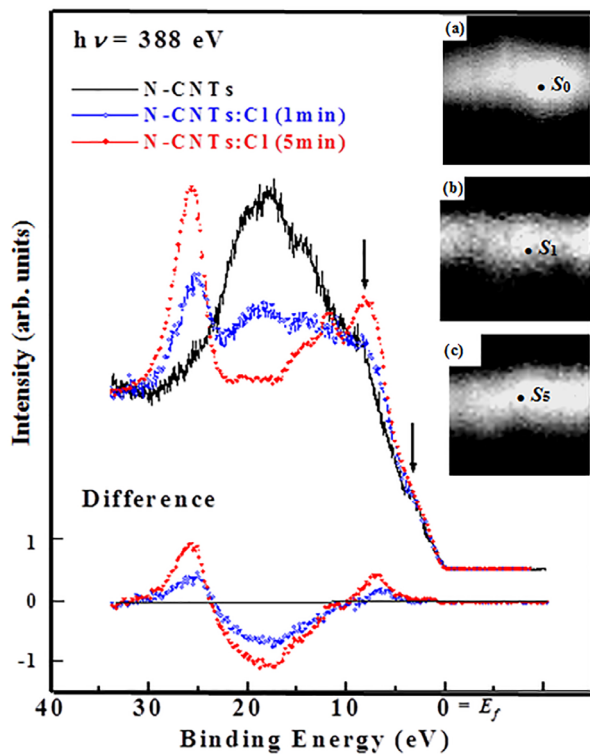 hν = 388 eV
N-CNTs
N-CNTs:Cl (1min)
N-CNTs:Cl (5min)
(a)
S0
(b)
S1
(c)
S5
Intensity (arb. units)
Difference
1
0
-1
40
30
20
10
0 = Ef
Binding Energy (eV)